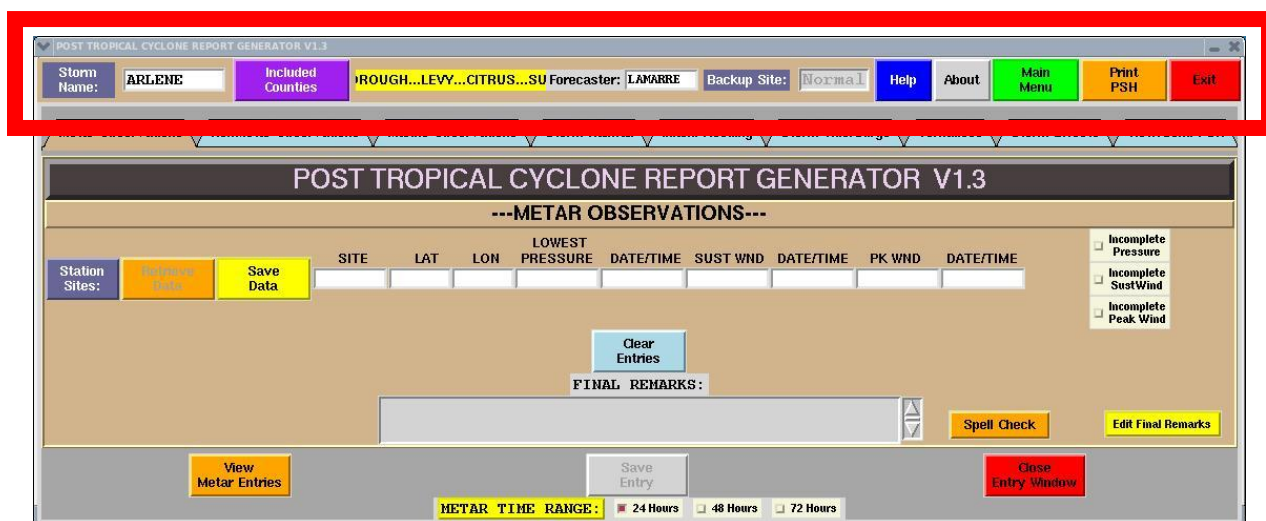 POST TROPICAL CYCLONE REPORT GENERATOR V1.3
Storm Name:
ARLENE
Included Counties
ROUGH...LEVY...CITRUS...SU
Forecaster:
LAMARRE
Backup Site:
Normal
Help
About
Main Menu
Print PSH
Exit
POST TROPICAL CYCLONE REPORT GENERATOR V1.3
---METAR OBSERVATIONS---
Station Sites:
Retrieve Data
Save Data
SITE
LAT
LON
LOWEST PRESSURE
DATE/TIME
SUST WND
DATE/TIME
PK WND
DATE/TIME
Incomplete Pressure
Incomplete SustWind
Incomplete Peak Wind
Clear Entries
FINAL REMARKS:
Spell Check
Edit Final Remarks
View Metar Entries
Save Entry
Close Entry Window
METAR TIME RANGE:
24 Hours
48 Hours
72 Hours